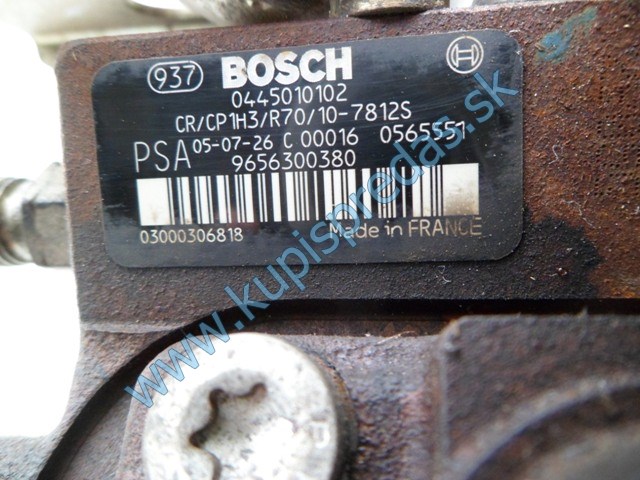 937 BOSCH
0445010102
CR/CP1H3/R70/10-7812S
PSA 05-07-26 C 00016 0565551
9656300380
03000306818 Made in FRANCE
www.kupispredas.sk